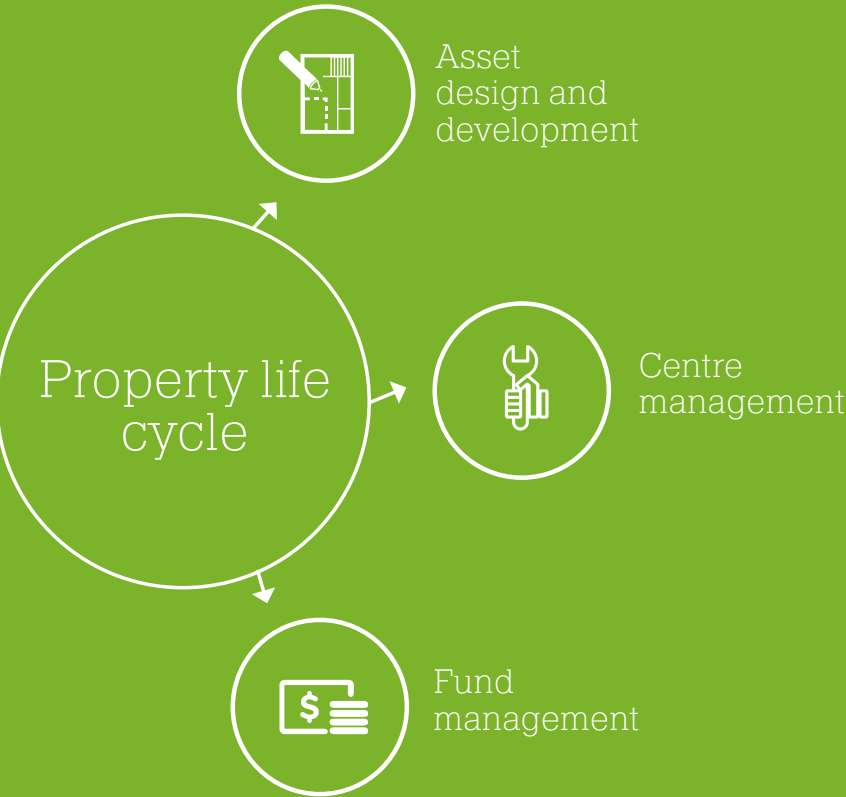 Asset
design and
development
Property life
cycle
Centre
management
$
Fund
management